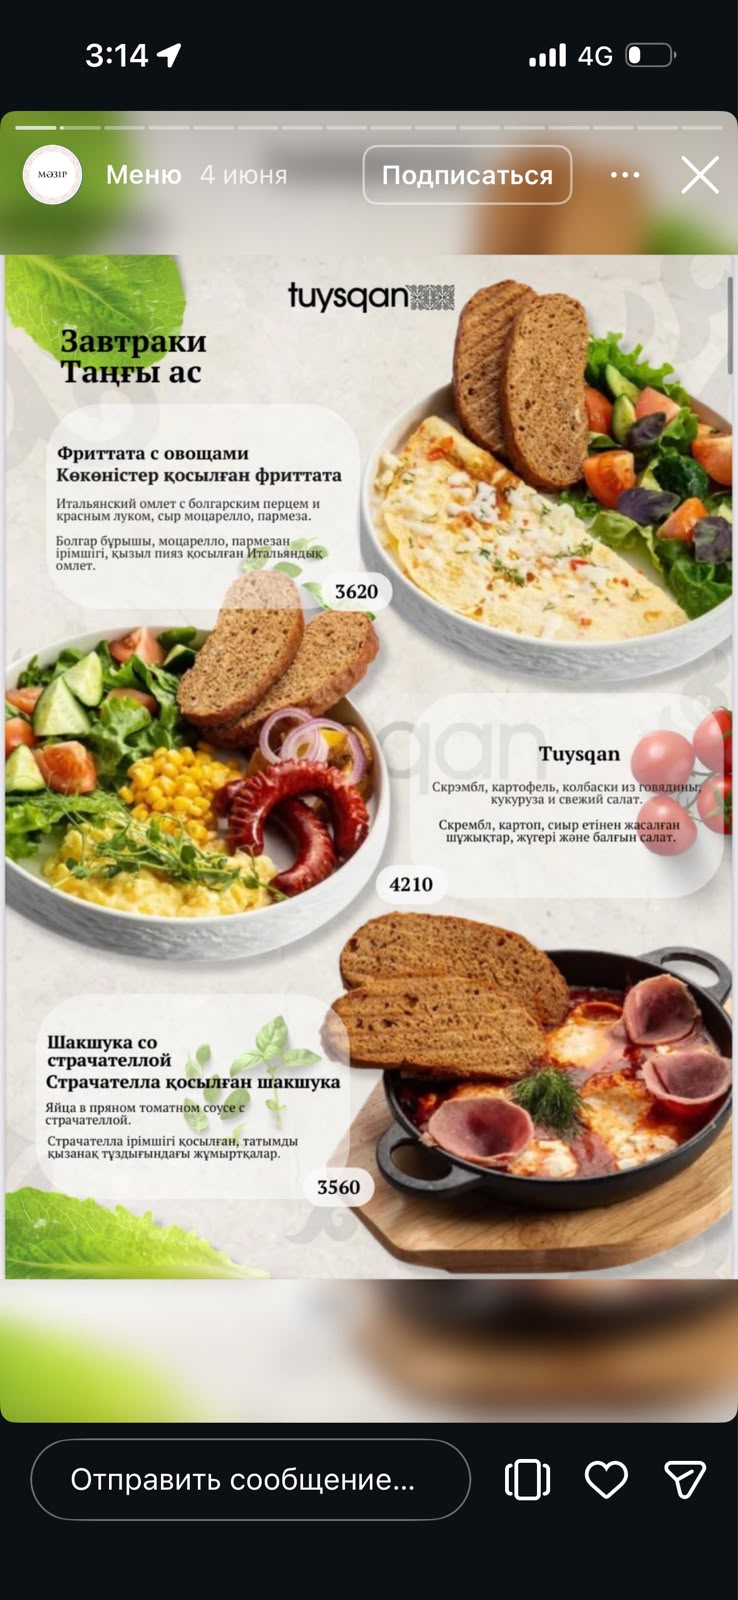 3:14
4G
МӘЗІР
Меню 4 июня
Подписаться
tuysqan
Завтраки
Таңғы ас
Фриттата с овощами
Көкөністер қосылған фриттата
Итальянский омлет с болгарским перцем и
красным луком, сыр моцарелло, пармеза.
Болгар бұрышы, моцарелло, пармезан
ірімшігі, қызыл пияз қосылған Итальяндық
омлет.
3620
qan
Tuysqan
Скрэмбл, картофель, колбаски из говядины,
кукуруза и свежий салат.
Скрембл, картоп, сиыр етінен жасалған
шұжықтар, жүгері және балғын салат.
4210
Шакшука со
страчателлой
Страчателла қосылған шакшука
Яйца в пряном томатном соусе с
страчателлой.
Страчателла ірімшігі қосылған, татымды
қызанақ тұздығындағы жұмыртқалар.
3560
Отправить сообщение...